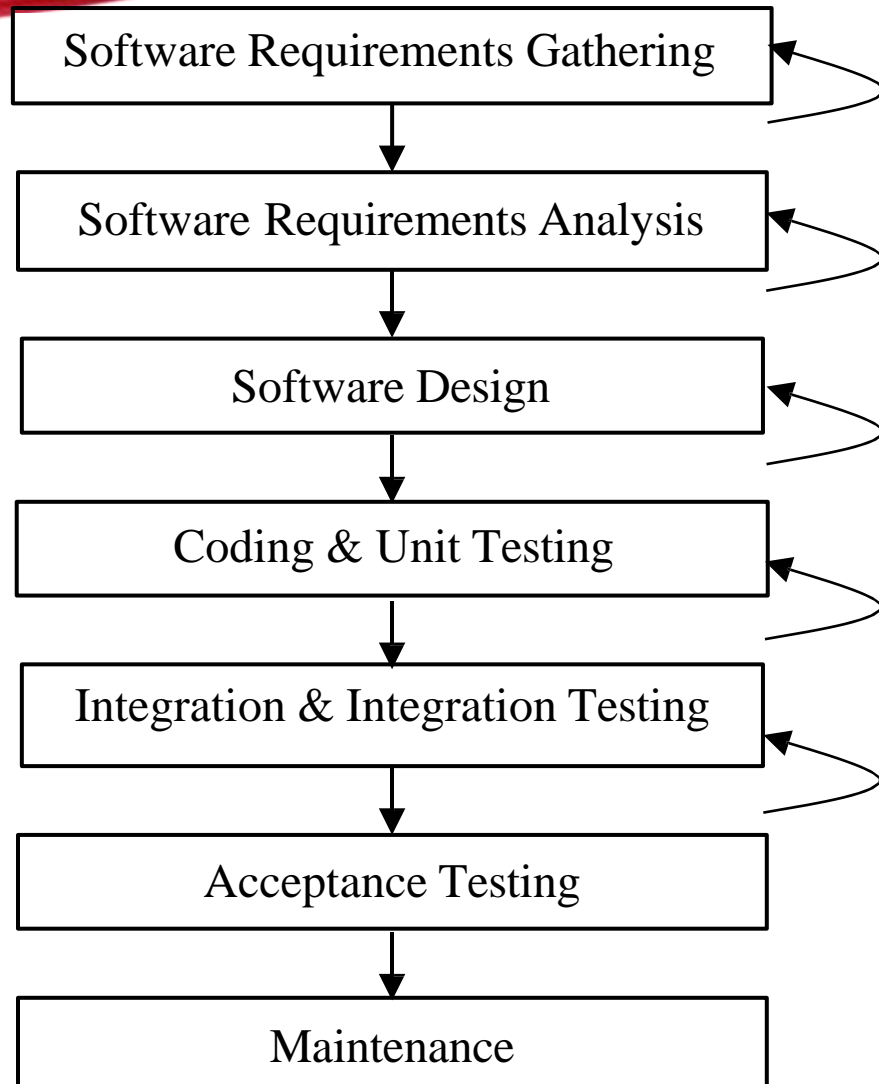 Software Requirements Gathering
Software Requirements Analysis
Software Design
Coding & Unit Testing
Integration & Integration Testing
Acceptance Testing
Maintenance